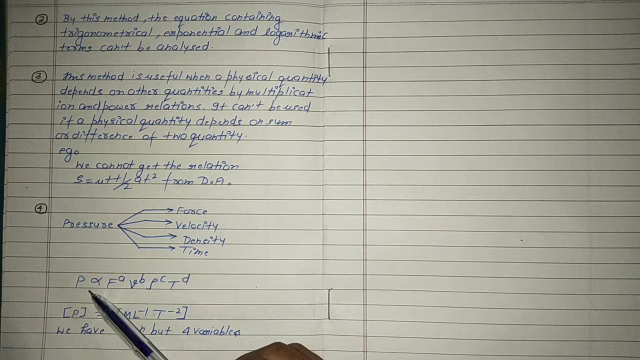 ② By this method, the equation containing
trigonometrical, exponential and logarithmic
terms can't be analysed.
③ This method is useful when a physical quantity
depends on other quantities by multiplicat
ion and power relations. It can't be used
if a physical quantity depends on sum
or difference of two quantity.
eg.
We cannot get the relation
S = ut + 1/2 at² from D.A.
④ Pressure → Force
→ Velocity
→ Density
→ Time
P ∝ F^a v^b ρ^c T^d
[P] = ML⁻¹ T⁻²]
We have but 4 variables